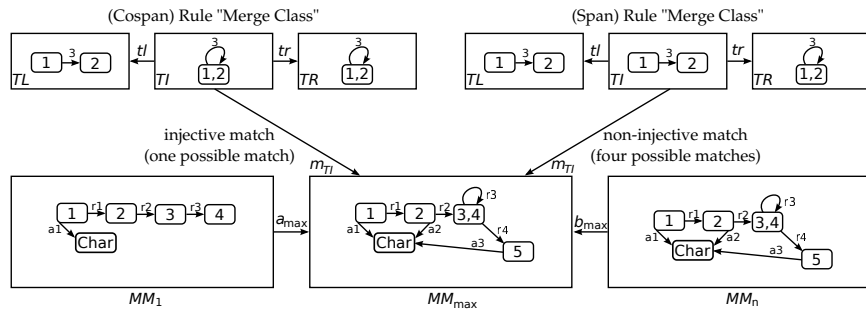 (Cospan) Rule "Merge Class"
(Span) Rule "Merge Class"
1 3 2
TL
tl
3
1,2
TI
tr
3
1,2
TR
1 3 2
TL
tl
1 3 2
TI
tr
3
1,2
TR
injective match
(one possible match)
m_TI
non-injective match
(four possible matches)
m_TI
1 r1 2 r2 3 r3 4
a1
Char
MM_1
a_max
1 r1 2 r2 3,4 r3
a1 a2 r4
Char a3 5
MM_max
b_max
1 r1 2 r2 3,4 r3
a1 a2 r4
Char a3 5
MM_n